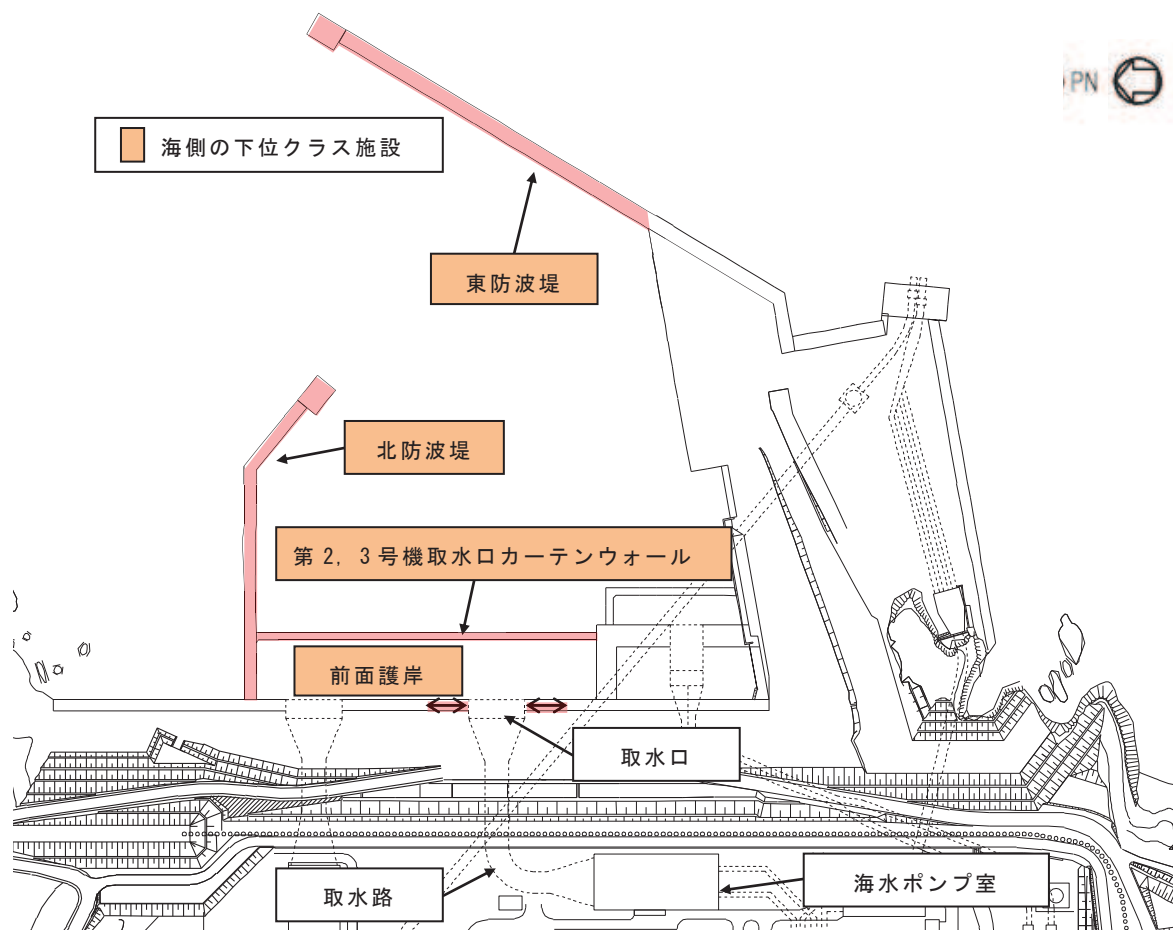 PN
海側の下位クラス施設
東防波堤
北防波堤
第2,3号機取水口カーテンウォール
前面護岸
取水口
取水路
海水ポンプ室